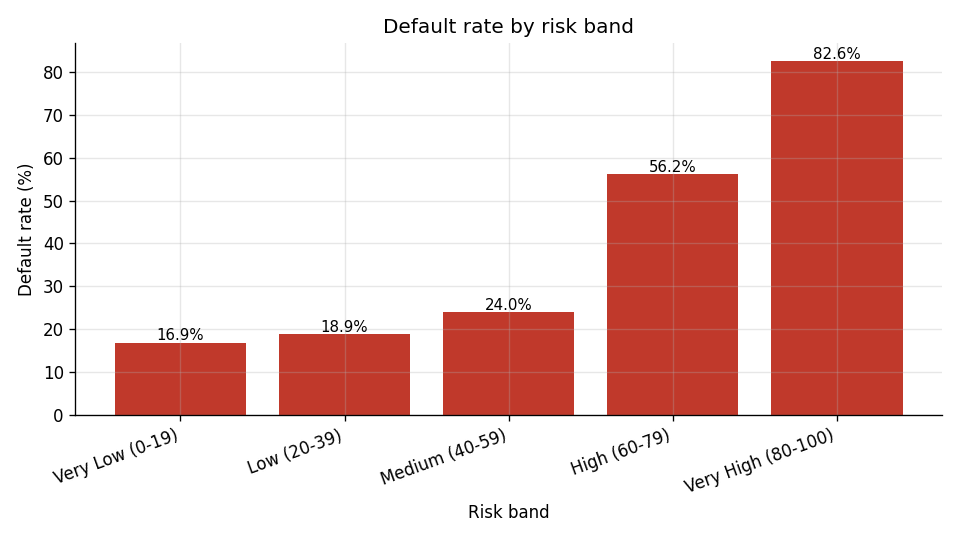 Default rate by risk band
Default rate (%)
80
70
60
50
40
30
20
10
0
16.9%
18.9%
24.0%
56.2%
82.6%
Very Low (0-19)
Low (20-39)
Medium (40-59)
High (60-79)
Very High (80-100)
Risk band